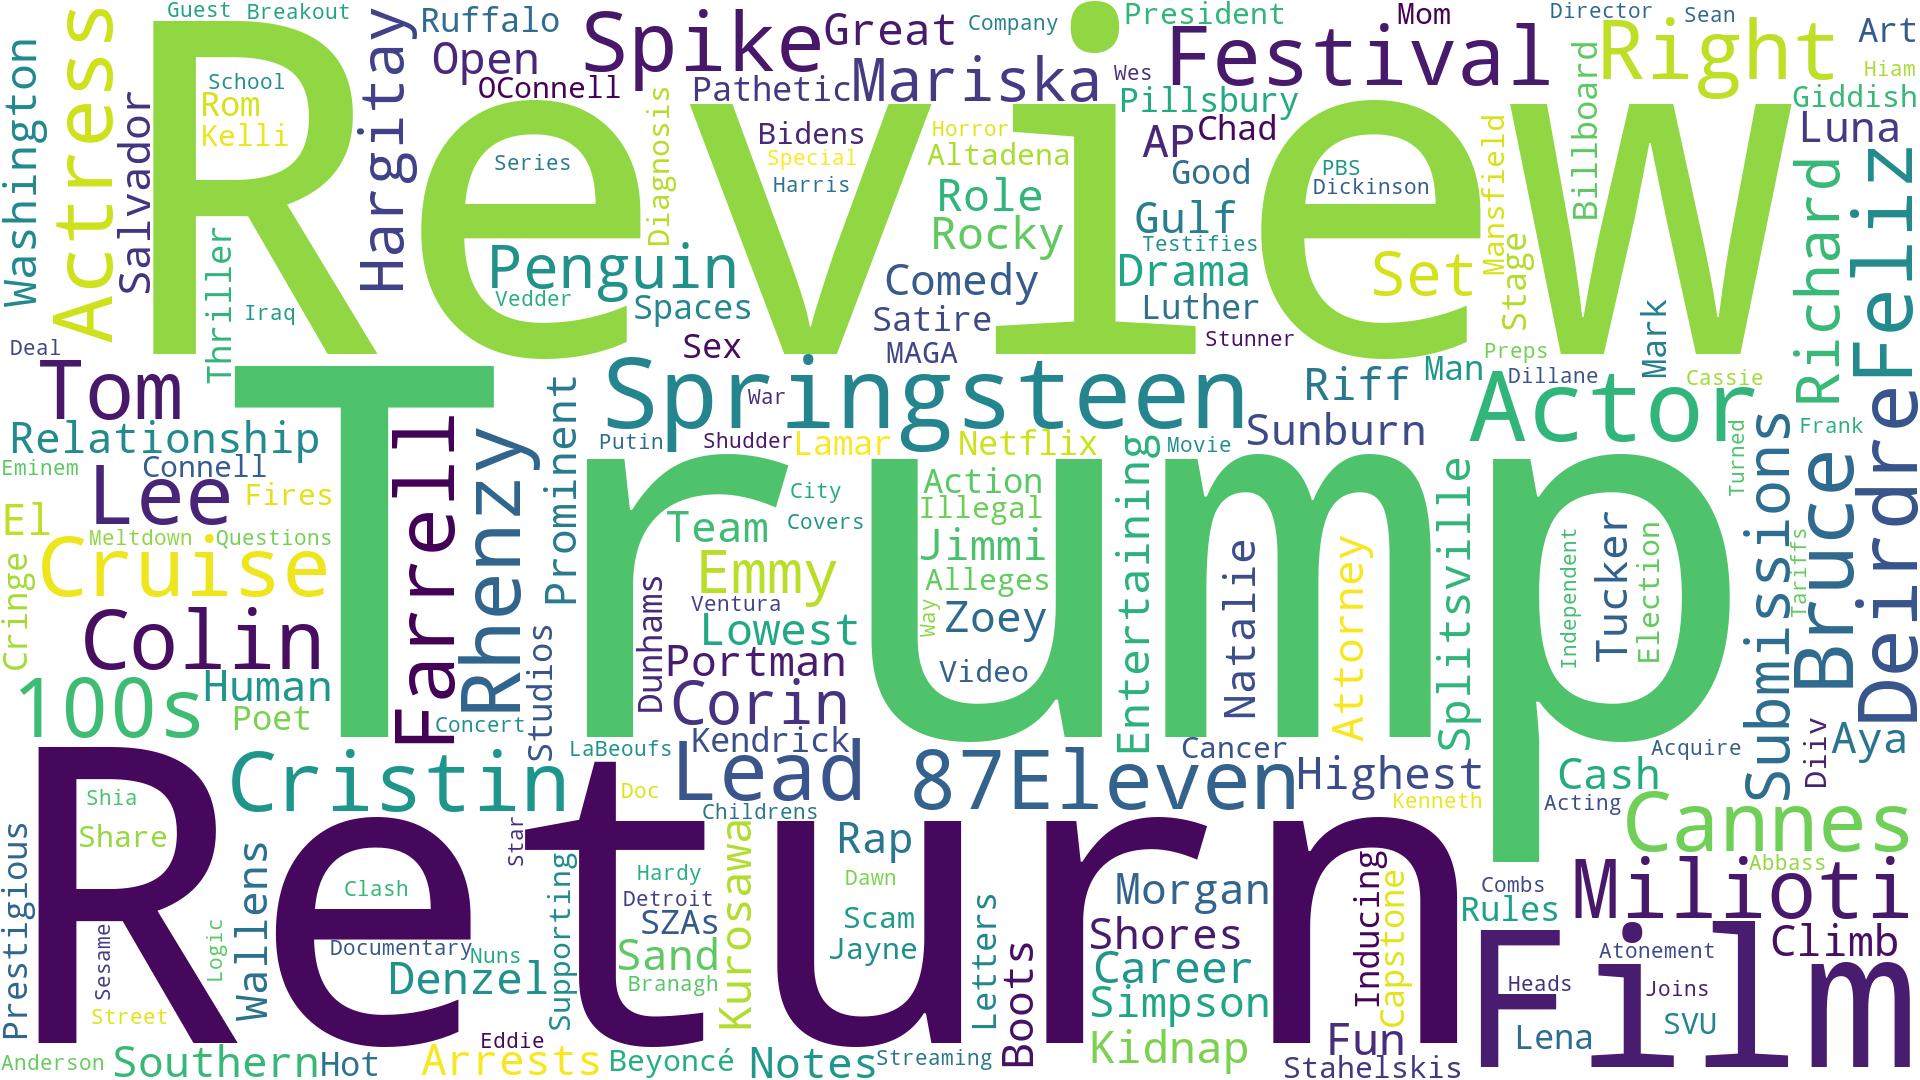 Guest
Breakout
Ruffalo
Spike
Great
Company
President
Mom
Director
Sean
Art
Washington
Actress
Review
School
Rom
Kelli
Hargitay
Open
OConnell
Pathetic
Mariska
Wes
Festival
Right
Hiam
Pillsbury
Giddish
Salvador
Diagnosis
Bidens
Horror
AP
Chad
Billboard
Luna
Series
Special
Altadena
Good
PBS
Mansfield
Harris
Role
Dickinson
Richard
Feliz
Thriller
Rocky
Gulf
Testifies
Stage
Penguin
Comedy
Drama
Set
Iraq
Vedder
Spaces
Satire
Luther
Mark
Deal
Sex
MAGA
Stunner
Preps
Tom
Springsteen
War
Riff
Man
Dillane
Cassie
Actor
Relationship
Trump
Prominent
Putin
Shudder
Lamar
Netflix
Movie
Sunburn
Turned
Frank
Eminem
Connell
Lee
Fires
Farrell
Rhenzy
City
Action
Illegal
Entertaining
Splitsville
Submissions
Bruce
Deirdre
El
Meltdown
Questions
Team
Covers
Jimmi
Natalie
Attorney
Independent
Tucker
Election
Tariffs
Cringe
Cruise
Emmy
Alleges
Colin
Studios
Dunhams
Ventura
Way
Zoey
Lowest
Portman
Video
100s
Human
Poet
Corin
Concert
Kendrick
LaBeoufs
Cancer
Acquire
Diiv
Aya
Cristin
Lead
87Eleven
Highest
Cash
Shia
Doc
Childrens
Kenneth
Acting
Cannes
Return
Share
Star
Rap
Abbass
Prestigious
Wallens
Supporting
Kurosawa
Hardy
Dawn
Morgan
Inducing
Capstone
Combs
Milioti
Clash
Detroit
Letters
Rules
Sesame
Logic
SZAs
Scam
Shores
Film
Climb
Documentary
Nuns
Sand
Jayne
Boots
Career
Atonement
Denzel
Branagh
Simpson
Heads
Joins
Street
Eddie
Fun
Lena
SVU
Anderson
Southern
Hot
Arrests
Beyoncé
Notes
Streaming
Kidnap
Stahelskis